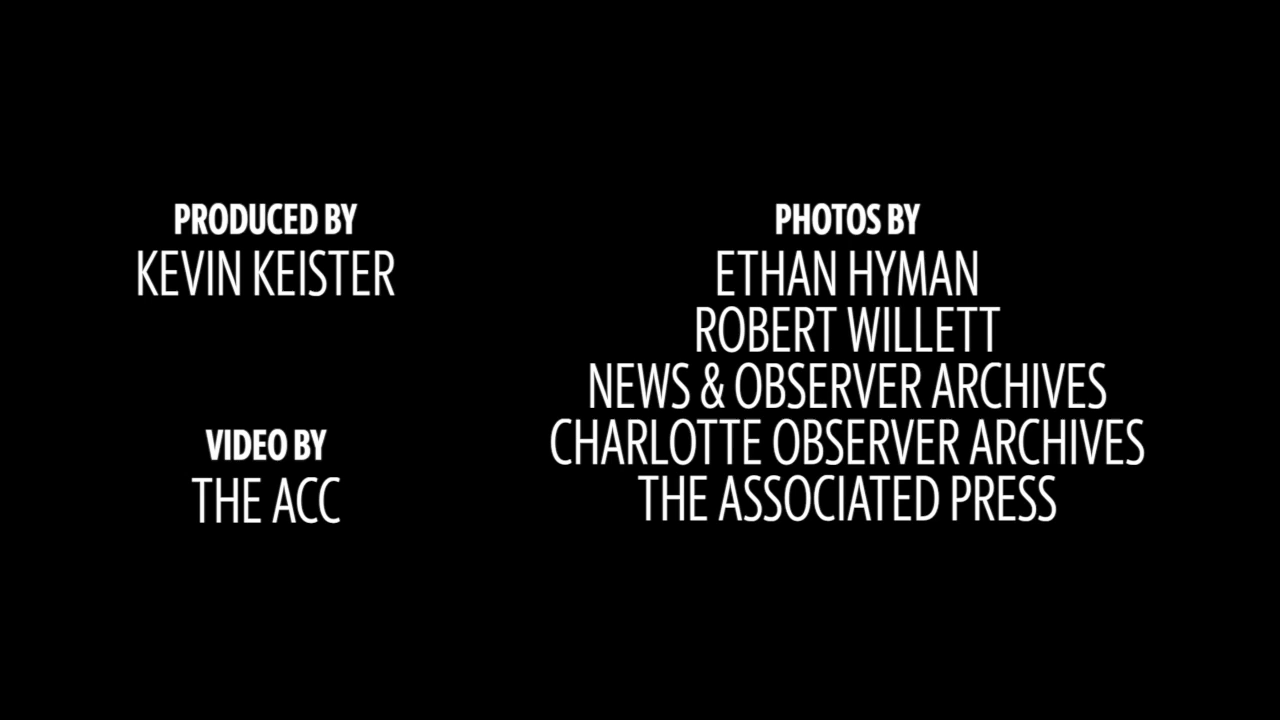 PRODUCED BY
KEVIN KEISTER
VIDEO BY
THE ACC
PHOTOS BY
ETHAN HYMAN
ROBERT WILLETT
NEWS & OBSERVER ARCHIVES
CHARLOTTE OBSERVER ARCHIVES
THE ASSOCIATED PRESS